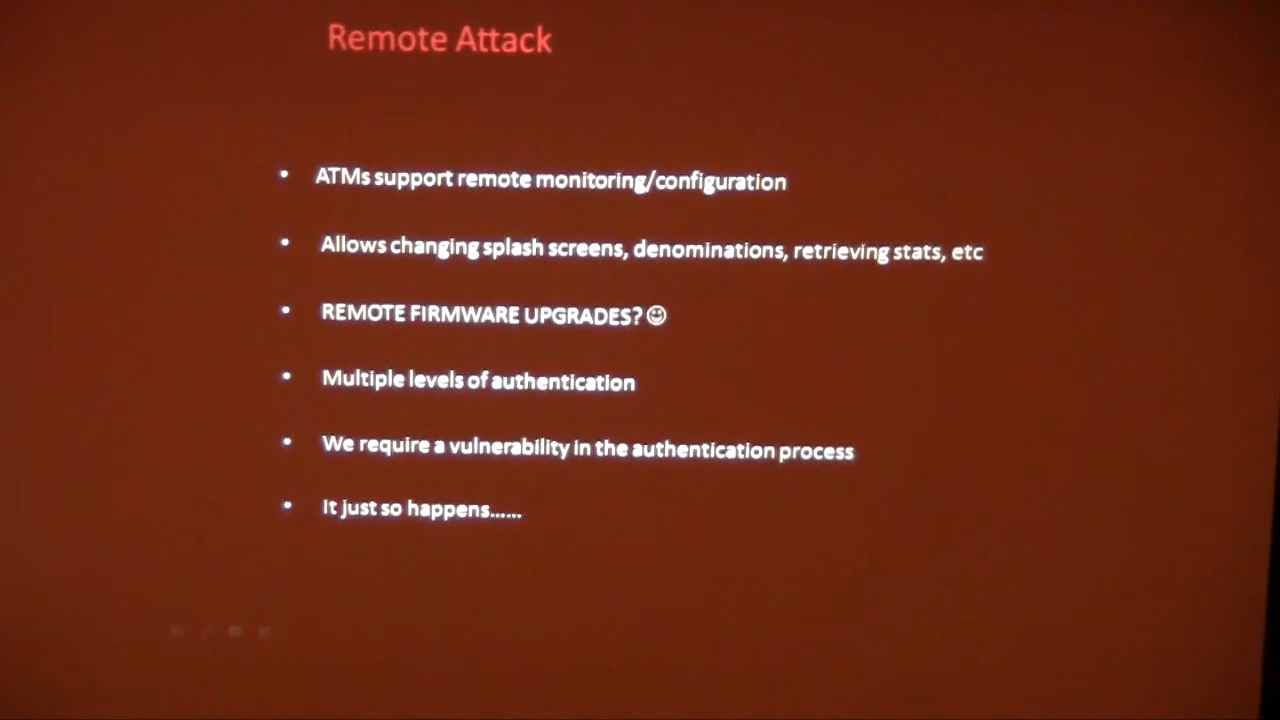 Remote Attack
• ATMs support remote monitoring/configuration
• Allows changing splash screens, denominations, retrieving stats, etc
• REMOTE FIRMWARE UPGRADES? ☺
• Multiple levels of authentication
• We require a vulnerability in the authentication process
• It just so happens......